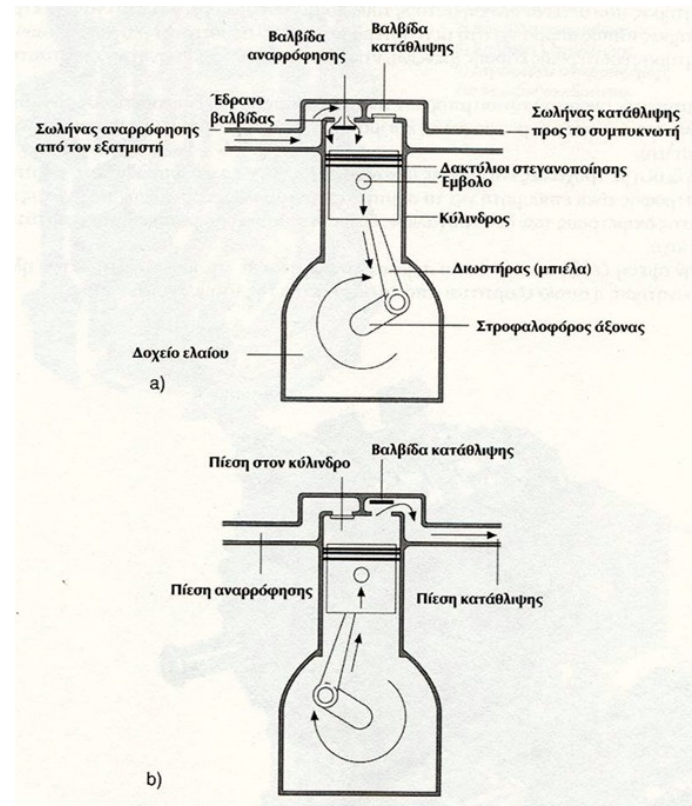 Βαλβίδα
αναρρόφησης
Βαλβίδα
κατάθλιψης
Έδρανο
βαλβίδας
Σωλήνας αναρρόφησης
από τον εξατμιστή
Σωλήνας κατάθλιψης
προς το συμπυκνωτή
Δακτύλιοι στεγανοποίησης
Έμβολο
Κύλινδρος
Διωστήρας (μπιέλα)
Στροφαλοφόρος άξονας
Δοχείο ελαίου
a)
Πίεση στον κύλινδρο
Βαλβίδα κατάθλιψης
Πίεση αναρρόφησης
Πίεση κατάθλιψης
b)